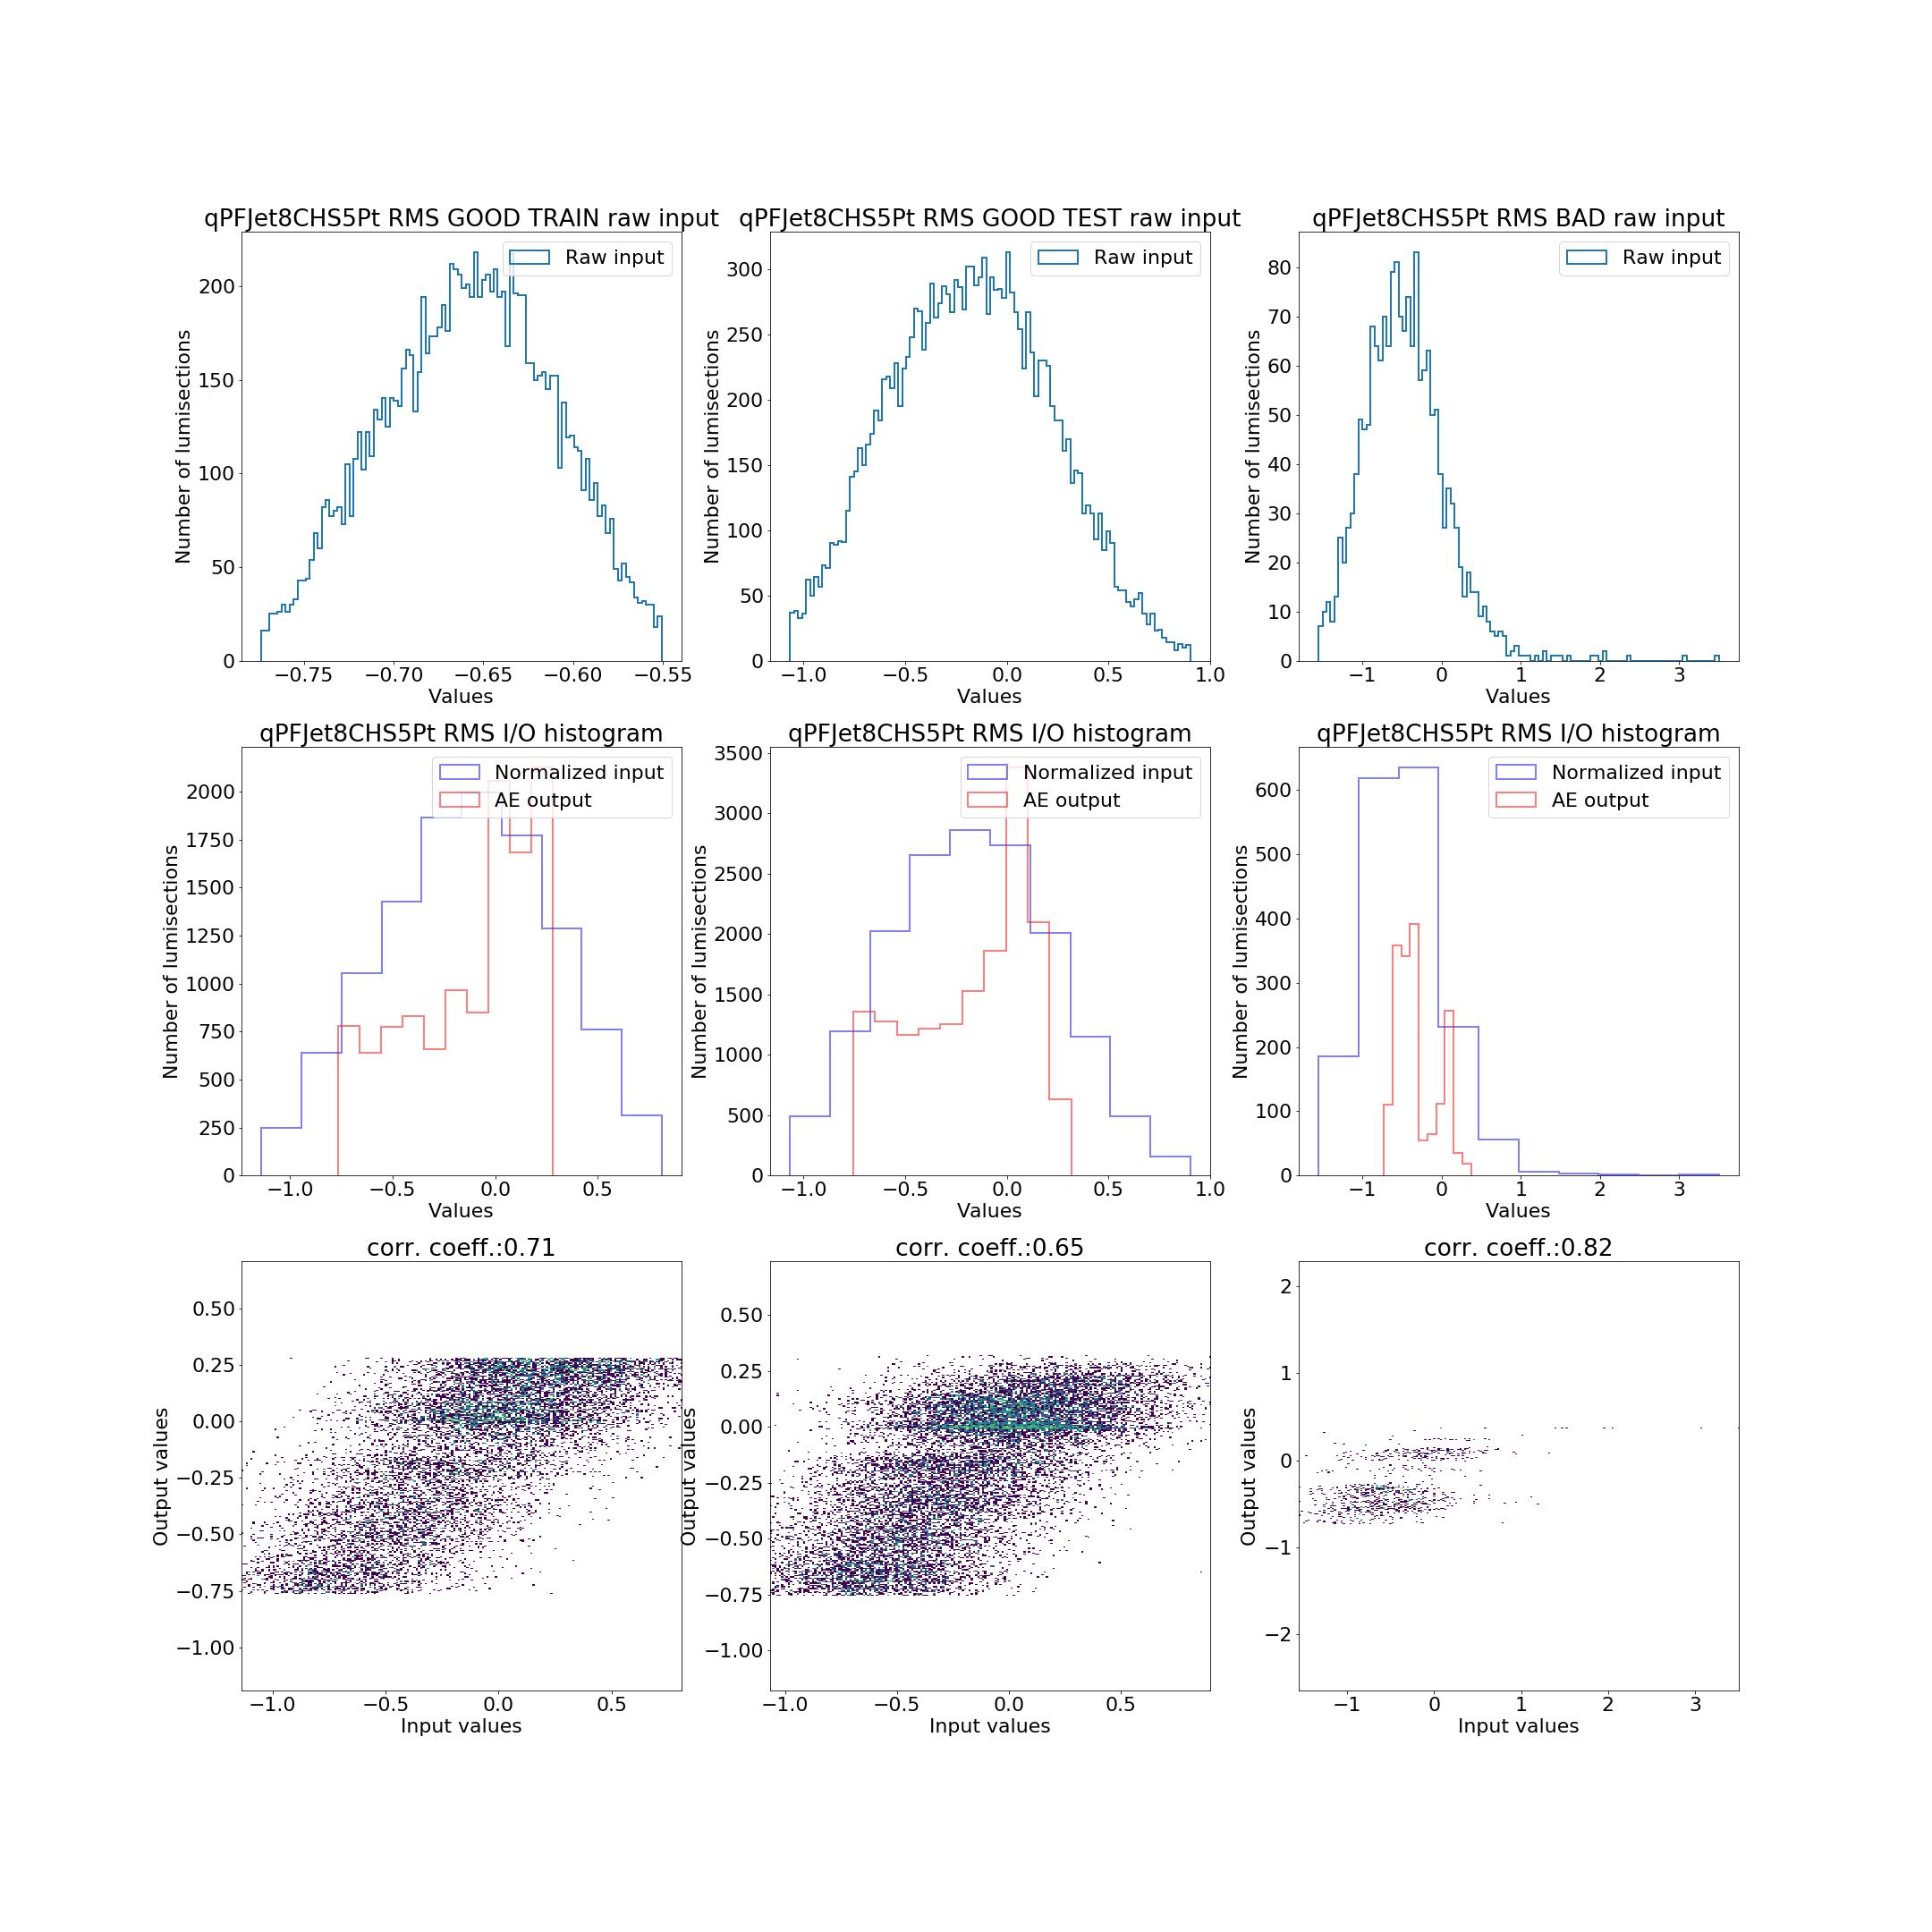 qPFJet8CHS5Pt RMS GOOD TRAIN raw input
Raw input
Number of lumisections
200
150
100
50
0
−0.75 −0.70 −0.65 −0.60 −0.55
Values
qPFJet8CHS5Pt RMS GOOD TEST raw input
Raw input
Number of lumisections
300
250
200
150
100
50
0
−1.0 −0.5 0.0 0.5 1.0
Values
qPFJet8CHS5Pt RMS BAD raw input
Raw input
Number of lumisections
80
70
60
50
40
30
20
10
0
−1 0 1 2 3
Values
qPFJet8CHS5Pt RMS I/O histogram
Normalized input
AE output
Number of lumisections
2000
1750
1500
1250
1000
750
500
250
0
−1.0 −0.5 0.0 0.5
Values
qPFJet8CHS5Pt RMS I/O histogram
Normalized input
AE output
Number of lumisections
3500
3000
2500
2000
1500
1000
500
0
−1.0 −0.5 0.0 0.5 1.0
Values
qPFJet8CHS5Pt RMS I/O histogram
Normalized input
AE output
Number of lumisections
600
500
400
300
200
100
0
−1 0 1 2 3
Values
corr. coeff.:0.71
Output values
0.50
0.25
0.00
−0.25
−0.50
−0.75
−1.00
−1.0 −0.5 0.0 0.5
Input values
corr. coeff.:0.65
Output values
0.50
0.25
0.00
−0.25
−0.50
−0.75
−1.00
−1.0 −0.5 0.0 0.5
Input values
corr. coeff.:0.82
Output values
2
1
0
−1
−2
−1 0 1 2 3
Input values